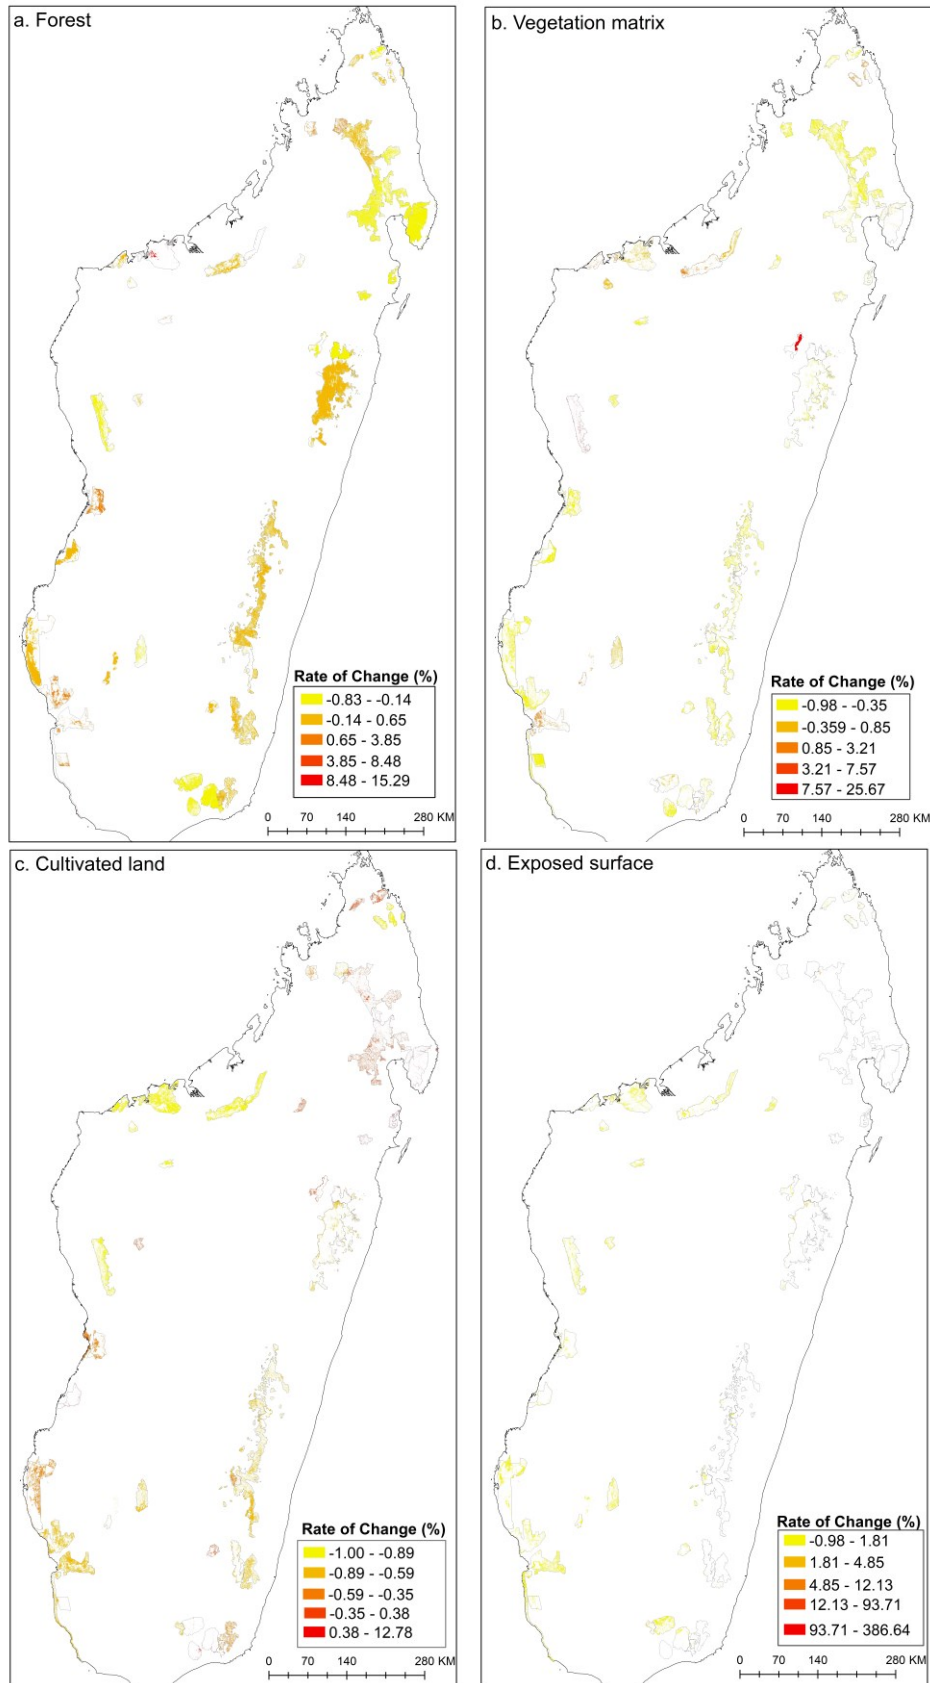 a. Forest
Rate of Change (%)
-0.83 - -0.14
-0.14 - 0.65
0.65 - 3.85
3.85 - 8.48
8.48 - 15.29
0 70 140 280 KM
b. Vegetation matrix
Rate of Change (%)
-0.98 - -0.35
-0.359 - 0.85
0.85 - 3.21
3.21 - 7.57
7.57 - 25.67
0 70 140 280 KM
c. Cultivated land
Rate of Change (%)
-1.00 - -0.89
-0.89 - -0.59
-0.59 - -0.35
-0.35 - 0.38
0.38 - 12.78
0 70 140 280 KM
d. Exposed surface
Rate of Change (%)
-0.98 - 1.81
1.81 - 4.85
4.85 - 12.13
12.13 - 93.71
93.71 - 386.64
0 70 140 280 KM